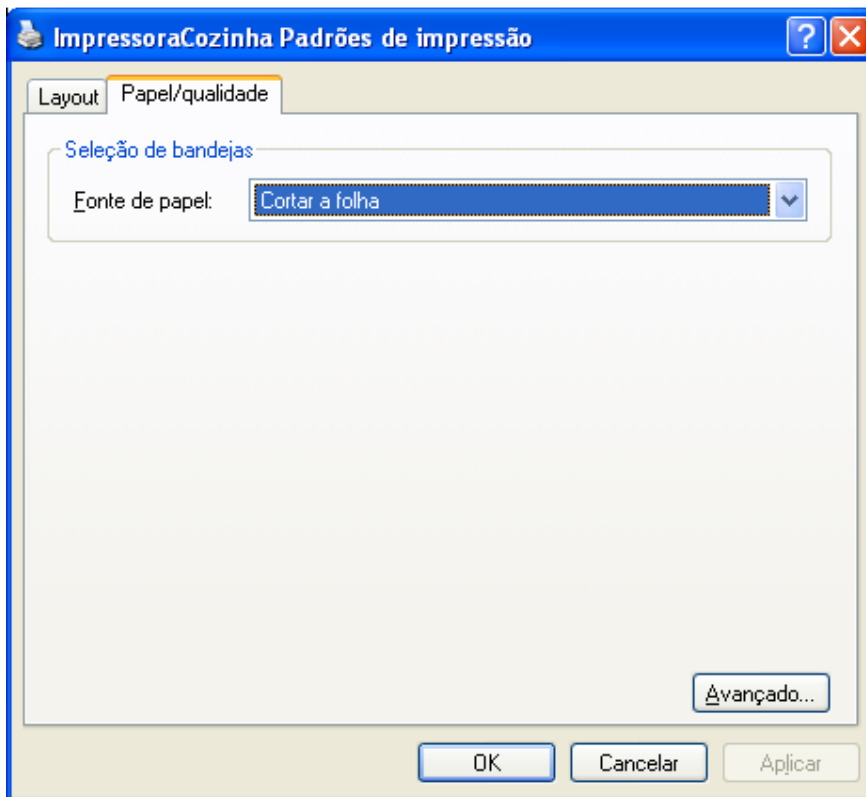 ImpressoraCozinha Padrões de impressão
Layout
Papel/qualidade
Seleção de bandejas
Fonte de papel:
Cortar a folha
Avançado...
OK
Cancelar
Aplicar